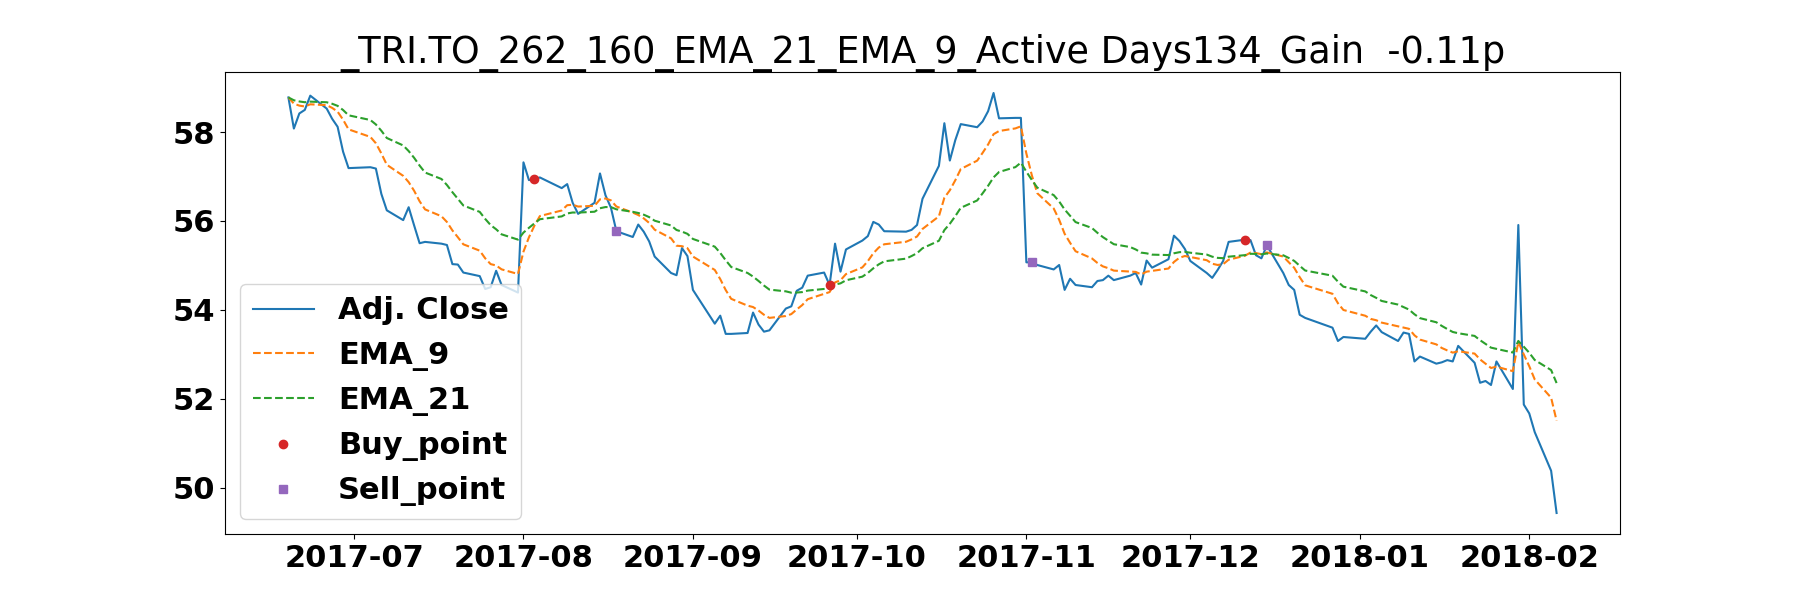 _TRI.TO_262_160_EMA_21_EMA_9_Active Days134_Gain  -0.11p
58
56
54
52
50
Adj. Close
EMA_9
EMA_21
Buy_point
Sell_point
2017-07 2017-08 2017-09 2017-10 2017-11 2017-12 2018-01 2018-02